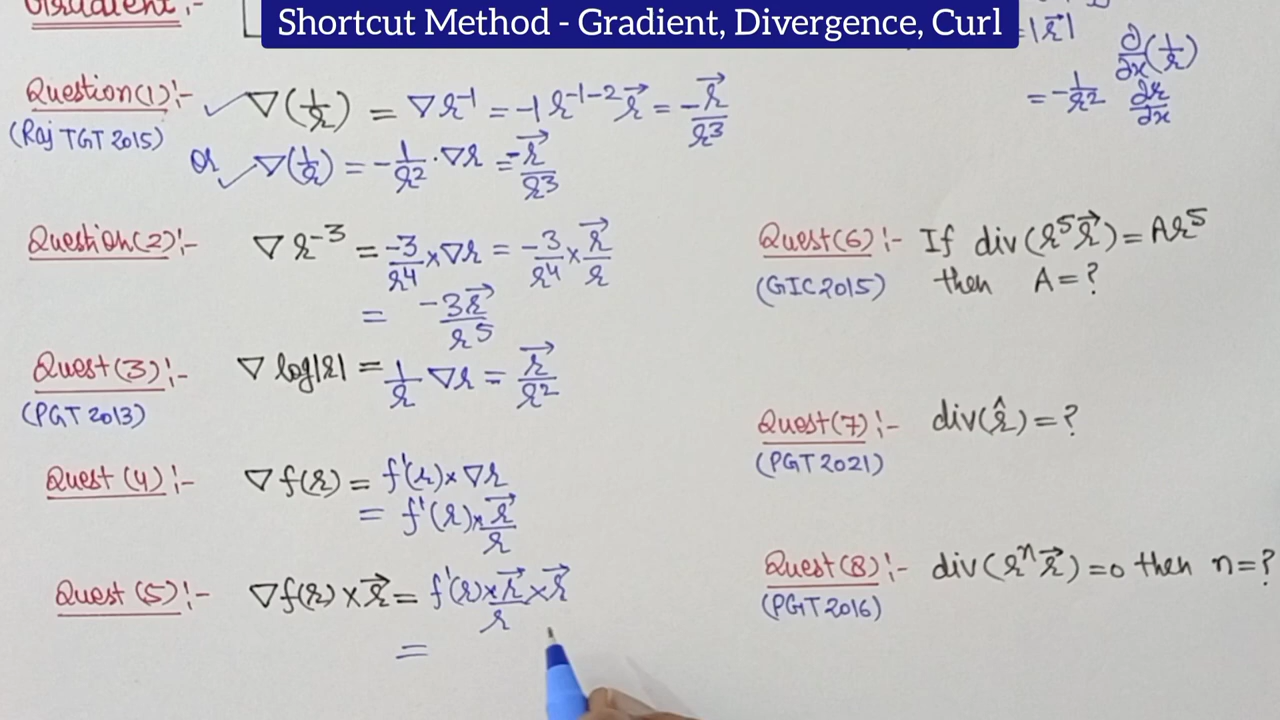 Shortcut Method - Gradient, Divergence, Curl
Gradient:-
=|r⃗|
∂/∂x(1/r)
= -1/r² ∂r/∂x
Question(1):- ✓ ∇(1/r) = ∇r⁻¹ = -1 r⁻¹⁻² r⃗ = -r⃗/r³
(Raj TGT 2015)
Or ✓ ∇(1/r) = -1/r² · ∇r = -r⃗/r³
Question(2):- ∇ r⁻³ = -3/r⁴ × ∇r = -3/r⁴ × r⃗/r
= -3r⃗/r⁵
Quest(3):- ∇ log|r| = 1/r ∇r = r⃗/r²
(PGT 2013)
Quest (4):- ∇ f(r) = f'(r) × ∇r
= f'(r) × r⃗/r
Quest (5):- ∇f(r) × r⃗ = f'(r) × r⃗/r × r⃗
=
Quest(6):- If div(r⁵r⃗) = Ar⁵
(GIC 2015) then A=?
Quest(7):- div(r̂) = ?
(PGT 2021)
Quest(8):- div(rⁿr⃗) = 0 then n=?
(PGT 2016)